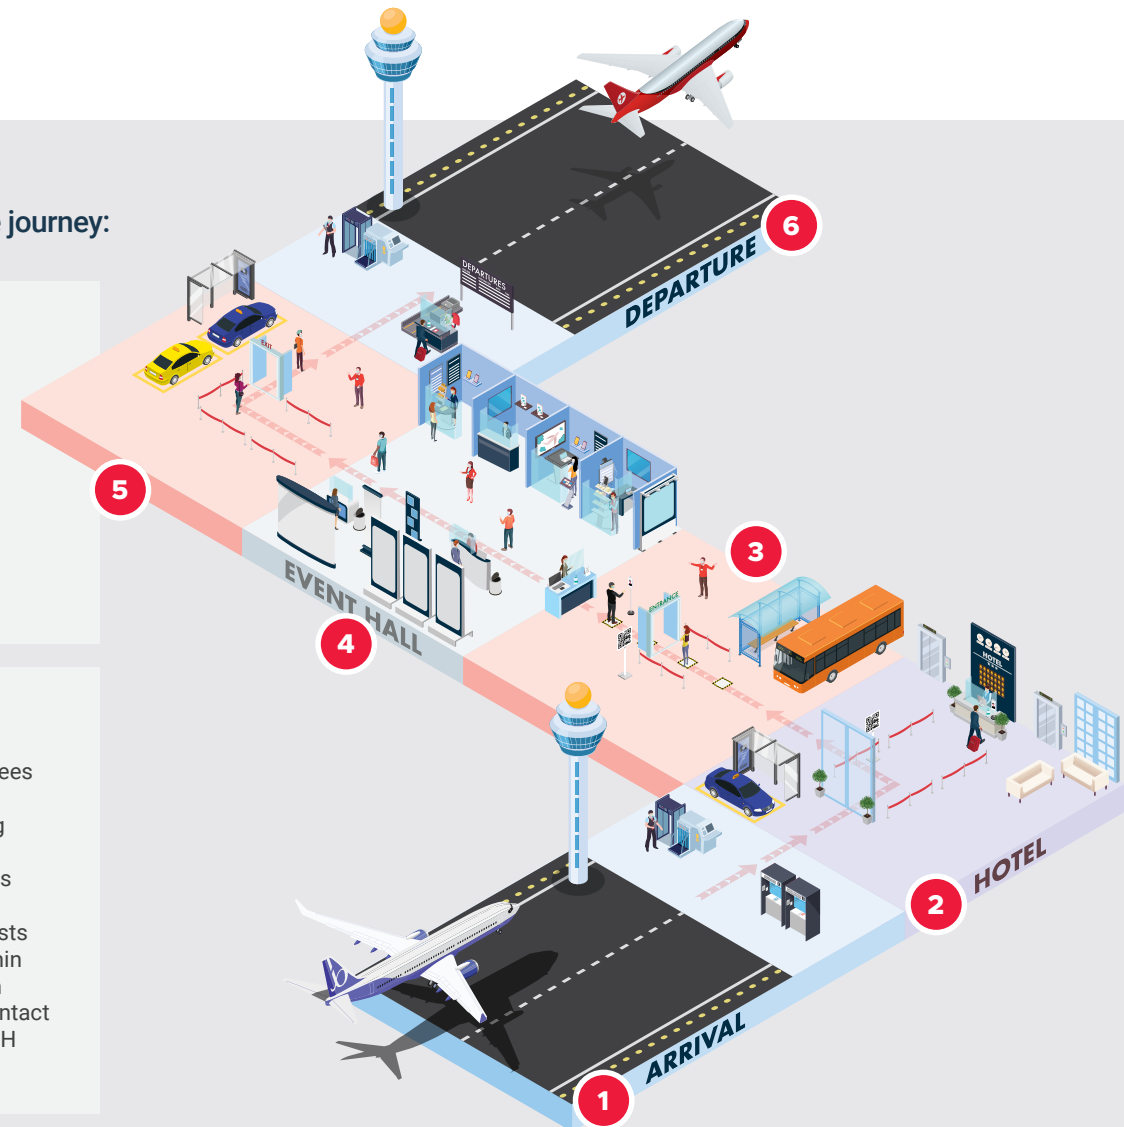 journey:
6
DEPARTURE
DEPARTURES
EXIT
5
3
EVENT HALL
ENTRANCE
4
HOTEL
ees
g
s
sts
2
HOTEL
nin
n
ntact
H
ARRIVAL
1